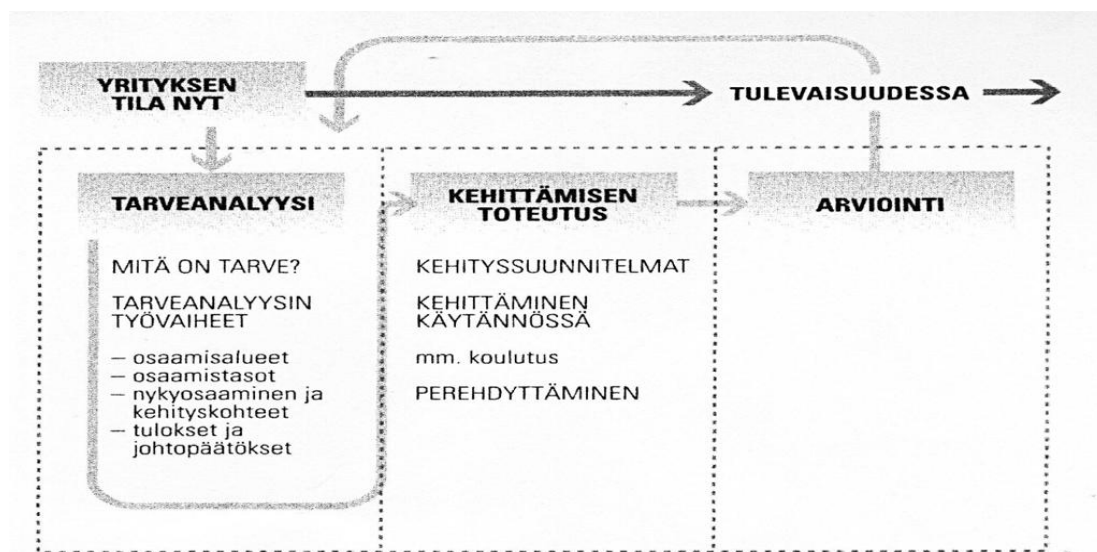 YRITYKSEN
TILA NYT
TULEVAISUUDESSA
TARVEANALYYSI
MITÄ ON TARVE?
TARVEANALYYSIN
TYÖVAIHEET
– osaamisalueet
– osaamistasot
– nykyosaaminen ja
kehityskohteet
– tulokset ja
johtopäätökset
KEHITTÄMISEN
TOTEUTUS
KEHITYSSUUNNITELMAT
KEHITTÄMINEN
KÄYTÄNNÖSSÄ
mm. koulutus
PEREHDYTTÄMINEN
ARVIOINTI